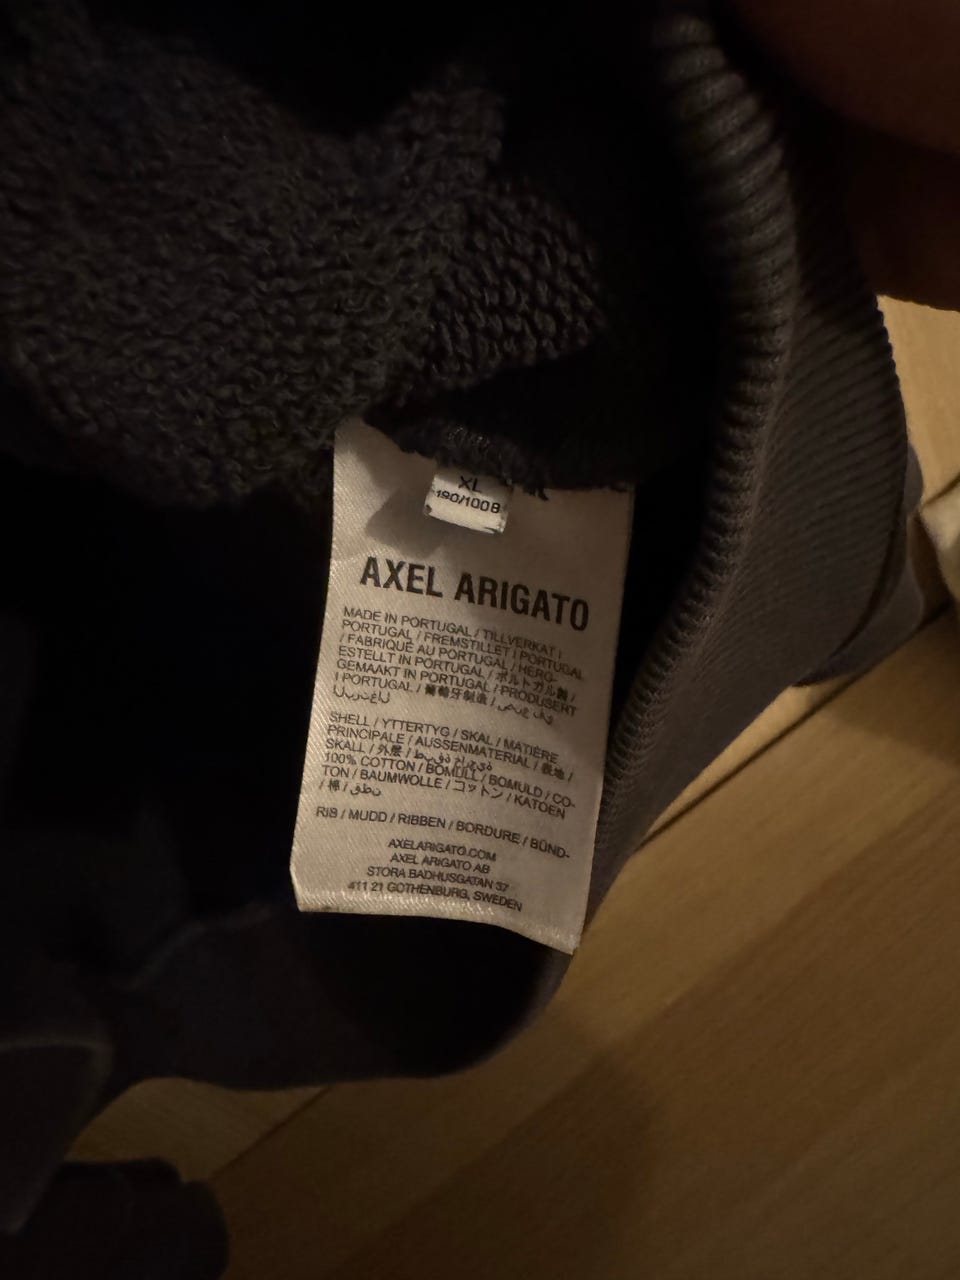 XL
190/100B
AXEL ARIGATO
MADE IN PORTUGAL / TILLVERKAT I
PORTUGAL / FREMSTILLET I PORTUGAL
/ FABRIQUÉ AU PORTUGAL / HERG-
ESTELLT IN PORTUGAL / ポルトガル製 /
GEMAAKT IN PORTUGAL / PRODUSERT
I PORTUGAL / 葡萄牙制造 /
SHELL / YTTERTYG / SKAL / MATIÈRE
PRINCIPALE / AUSSENMATERIAL / 表地 /
SKALL / 外层 /
100% COTTON / BOMULL / BOMULD / CO-
TON / BAUMWOLLE / コットン / KATOEN
/ 棉 / قطن
RIB / MUDD / RIBBEN / BORDURE / BÜND-
AXELARIGATO.COM
AXEL ARIGATO AB
STORA BADHUSGATAN 37
411 21 GOTHENBURG, SWEDEN